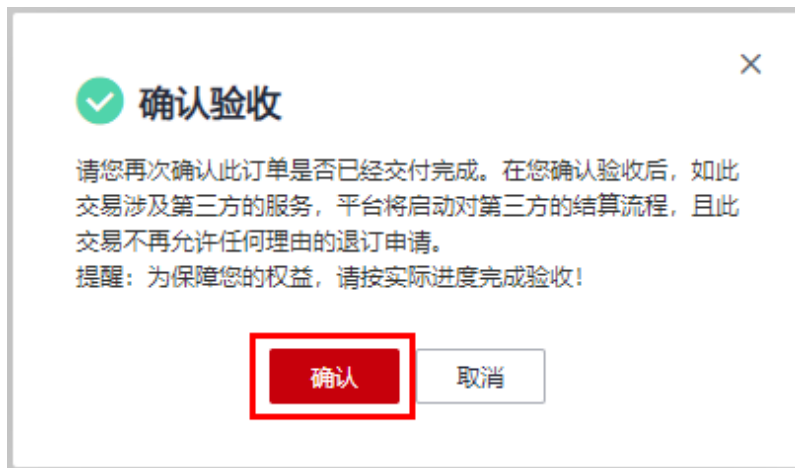 确认验收
请您再次确认此订单是否已经交付完成。在您确认验收后，如此
交易涉及第三方的服务，平台将启动对第三方的结算流程，且此
交易不再允许任何理由的退订申请。
提醒：为保障您的权益，请按实际进度完成验收！
确认 取消